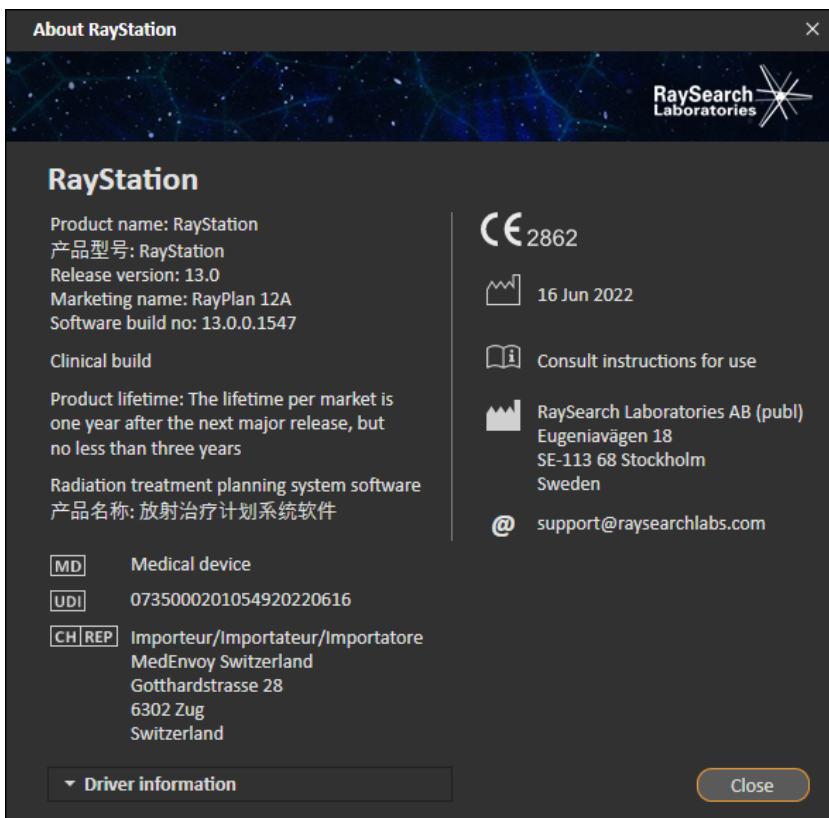 About RayStation
RaySearch
Laboratories
RayStation
Product name: RayStation
产品型号: RayStation
Release version: 13.0
Marketing name: RayPlan 12A
Software build no: 13.0.0.1547
Clinical build
Product lifetime: The lifetime per market is
one year after the next major release, but
no less than three years
Radiation treatment planning system software
产品名称: 放射治疗计划系统软件
CE 2862
16 Jun 2022
Consult instructions for use
RaySearch Laboratories AB (publ)
Eugeniavägen 18
SE-113 68 Stockholm
Sweden
@ support@raysearchlabs.com
MD Medical device
UDI 0735000201054920220616
CH REP Importeur/Importateur/Importatore
MedEnvoy Switzerland
Gotthardstrasse 28
6302 Zug
Switzerland
Driver information
Close